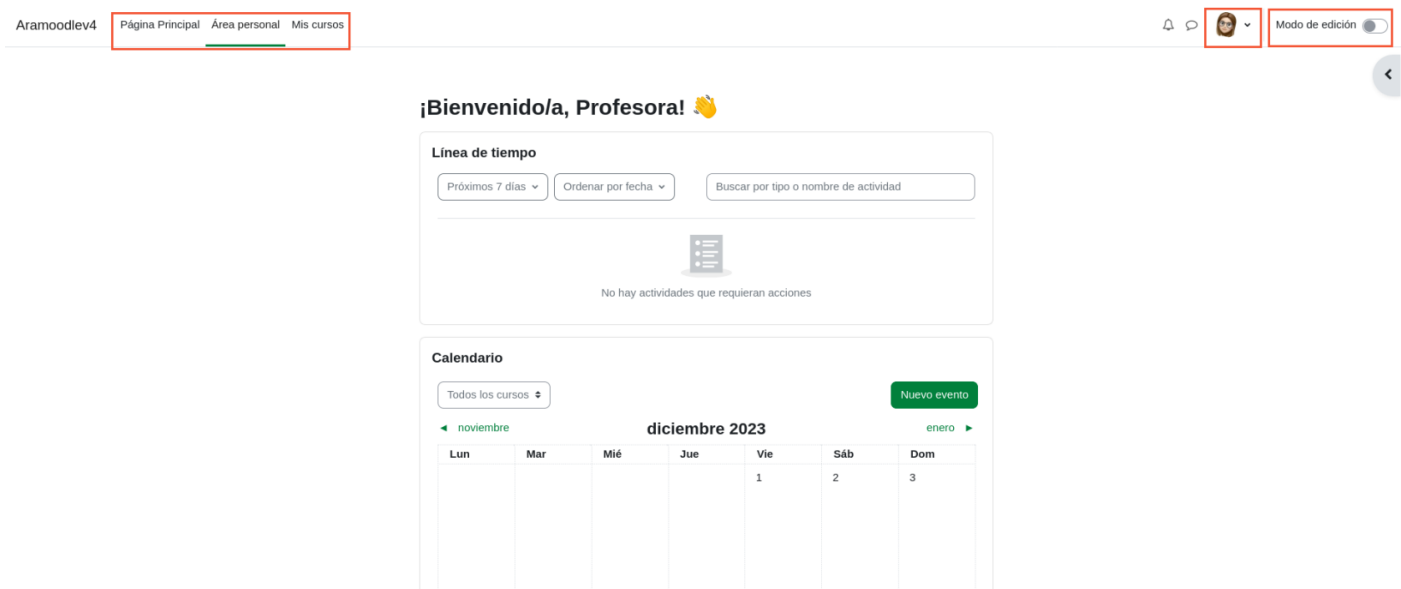 Aramoodlev4 Página Principal Área personal Mis cursos Modo de edición
¡Bienvenido/a, Profesora! 👋
Línea de tiempo
Próximos 7 días Ordenar por fecha Buscar por tipo o nombre de actividad
No hay actividades que requieran acciones
Calendario
Todos los cursos Nuevo evento
◄ noviembre diciembre 2023 enero ►
Lun Mar Mié Jue Vie Sáb Dom
1 2 3